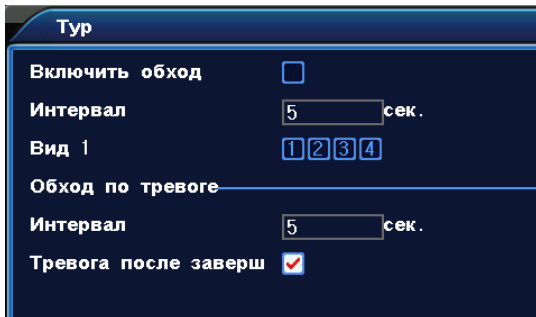 Тур
Включить обход
Интервал 5 сек.
Вид 1 1 2 3 4
Обход по тревоге
Интервал 5 сек.
Тревога после заверш